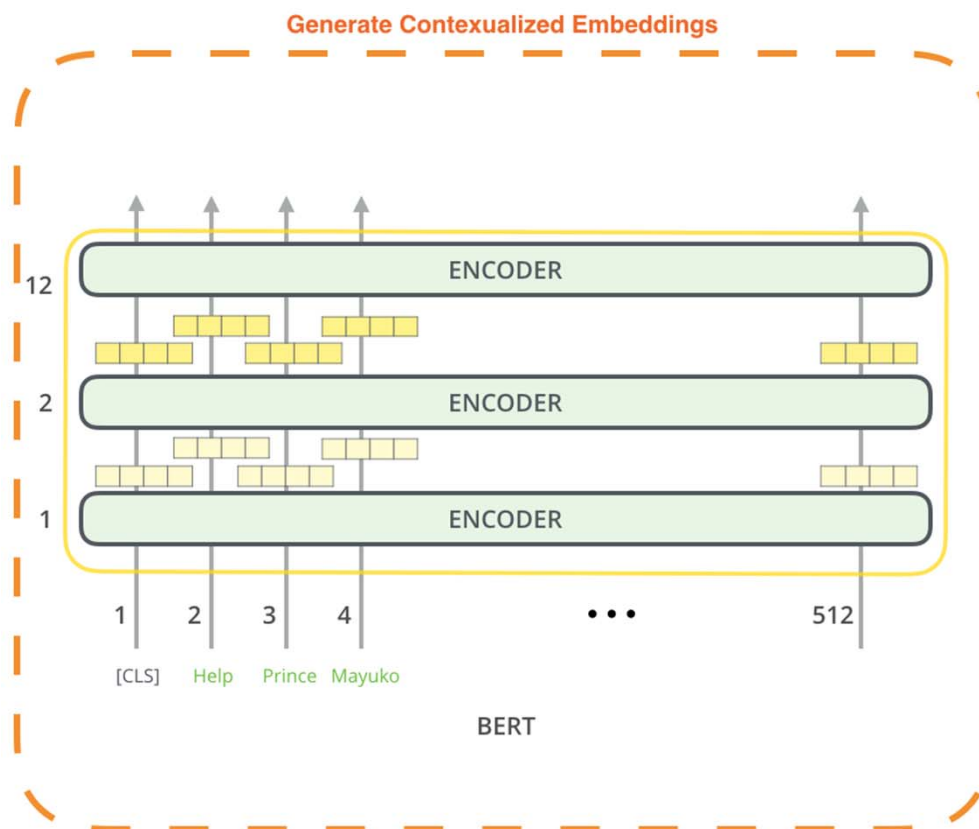 Generate Contexualized Embeddings
12 ENCODER
2 ENCODER
1 ENCODER
1 2 3 4 ••• 512
[CLS] Help Prince Mayuko
BERT